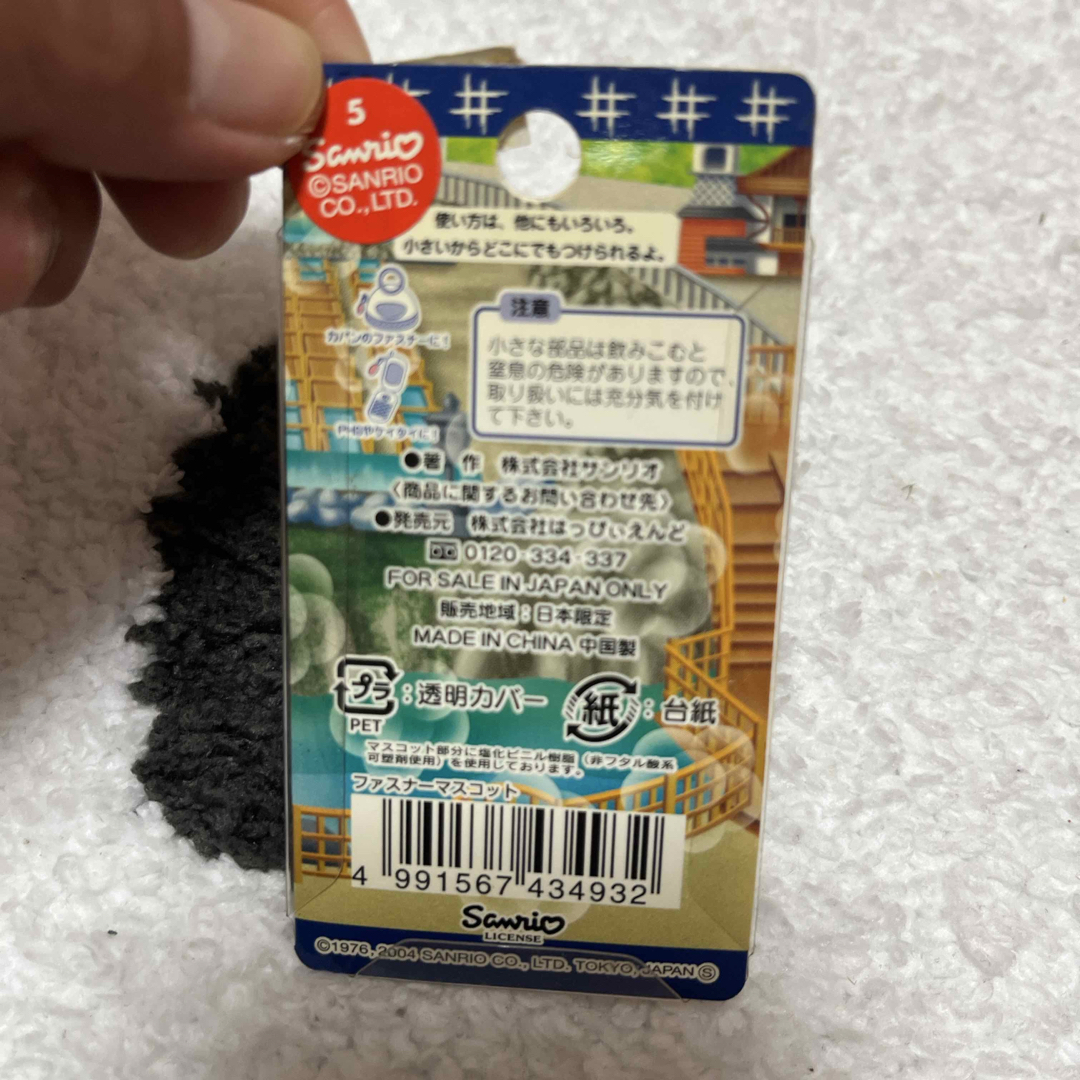 5
Sanrio
©SANRIO
CO.,LTD.
使い方は、他にもいろいろ。
小さいからどこにでもつけられるよ。
カバンのファスナーに!
PHSやケイタイに!
注意
小さな部品は飲みこむと
窒息の危険がありますので、
取り扱いには充分気を付け
て下さい。
●著 作 株式会社サンリオ
〈商品に関するお問い合わせ先〉
●発売元 株式会社はっぴぃえんど
0120-334-337
FOR SALE IN JAPAN ONLY
販売地域:日本限定
MADE IN CHINA 中国製
プラ:透明カバー
PET
紙:台紙
マスコット部分に塩化ビニル樹脂(非フタル酸系
可塑剤使用)を使用しております。
ファスナーマスコット
4 991567 434932
Sanrio
LICENSE
©1976, 2004 SANRIO CO., LTD. TOKYO, JAPAN Ⓢ